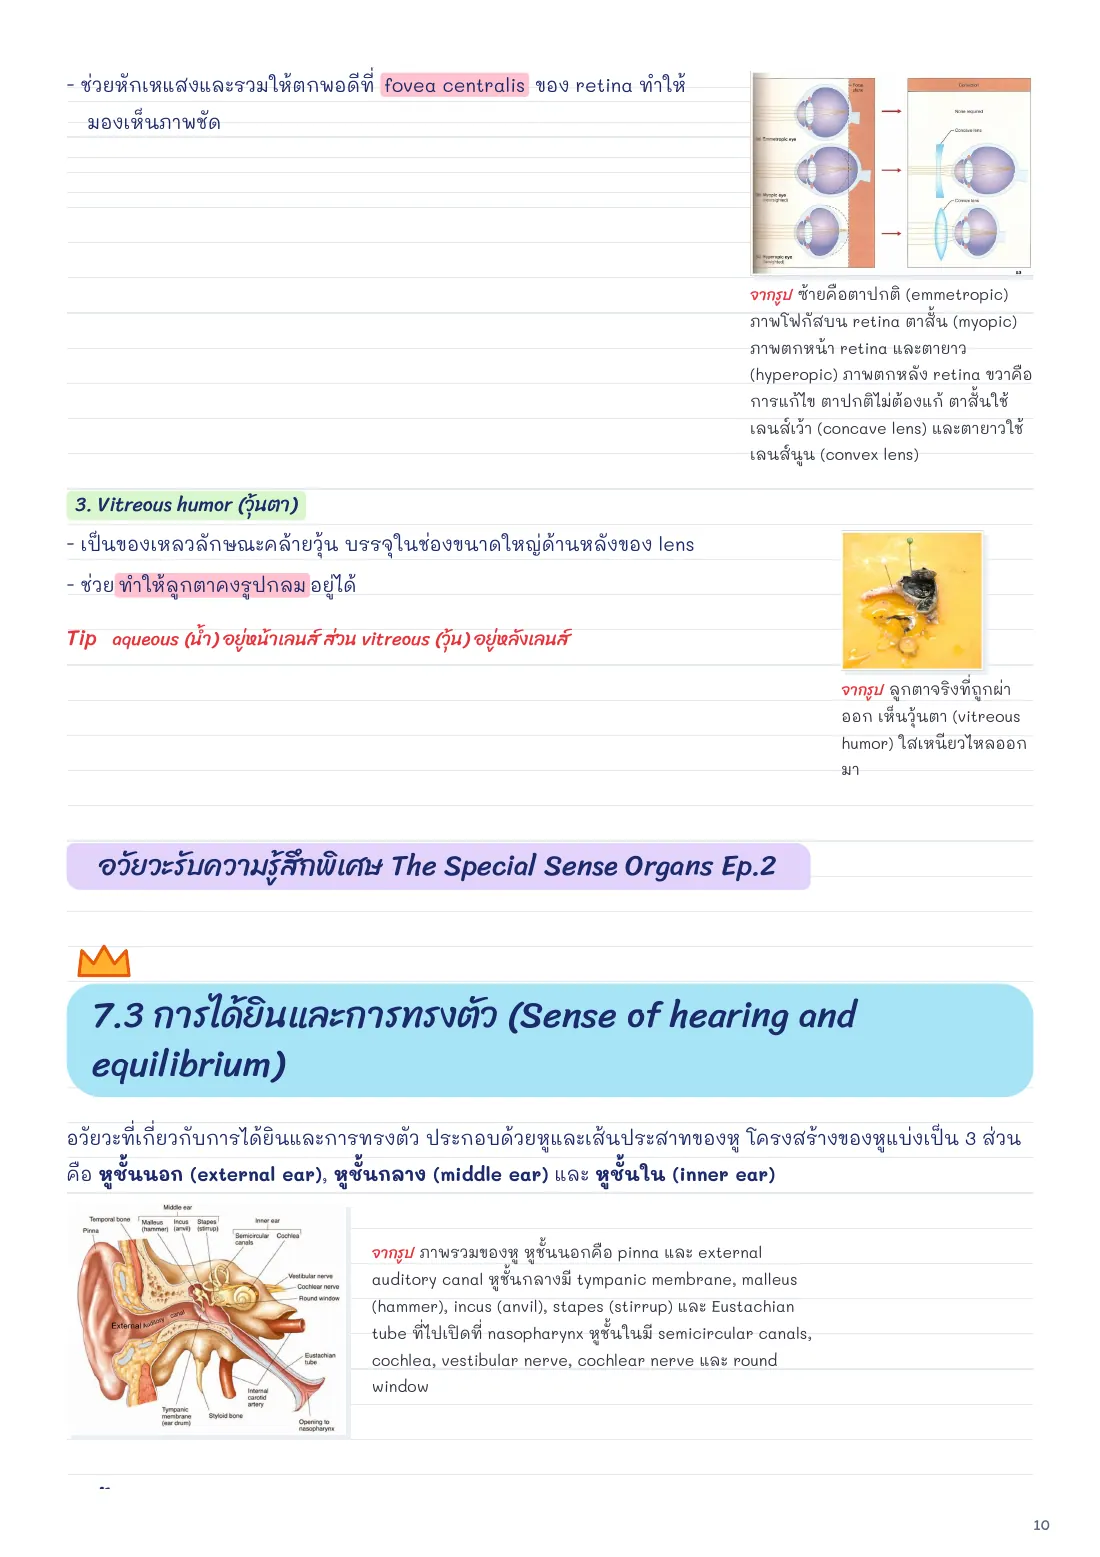 - ช่วยหักเหแสงและรวมให้ตกพอดีที่ fovea centralis ของ retina ทำให้
มองเห็นภาพชัด
Focal plane
(a) Emmetropic eye
Myopic eye
(nearsighted)
Hyperopic eye
Correction
None required
Concave lens
Convex lens
จากรูป ซ้ายคือตาปกติ (emmetropic)
ภาพโฟกัสบน retina ตาสั้น (myopic)
ภาพตกหน้า retina และตายาว
(hyperopic) ภาพตกหลัง retina ขวาคือ
การแก้ไข ตาปกติไม่ต้องแก้ ตาสั้นใช้
เลนส์เว้า (concave lens) และตายาวใช้
เลนส์นูน (convex lens)
3. Vitreous humor (วุ้นตา)
- เป็นของเหลวลักษณะคล้ายวุ้น บรรจุในช่องขนาดใหญ่ด้านหลังของ lens
- ช่วยทำให้ลูกตาคงรูปกลมอยู่ได้
Tip aqueous (น้ำ) อยู่หน้าเลนส์ ส่วน vitreous (วุ้น) อยู่หลังเลนส์
จากรูป ลูกตาจริงที่ถูกผ่า
ออก เห็นวุ้นตา (vitreous
humor) ใสเหนียวไหลออก
มา
อวัยวะรับความรู้สึกพิเศษ The Special Sense Organs Ep.2
7.3 การได้ยินและการทรงตัว (Sense of hearing and
equilibrium)
อวัยวะที่เกี่ยวกับการได้ยินและการทรงตัว ประกอบด้วยหูและเส้นประสาทของหู โครงสร้างของหูแบ่งเป็น 3 ส่วน
คือ หูชั้นนอก (external ear), หูชั้นกลาง (middle ear) และ หูชั้นใน (inner ear)
Middle ear
Temporal bone
Malleus
(hammer)
Incus
(anvil)
Stapes
(stirrup)
Inner ear
Pinna
Semicircular
canals
Cochlea
Vestibular nerve
Cochlear nerve
Round window
External Auditory canal
Eustachian
tube
Internal
carotid
artery
Tympanic
membrane
(ear drum)
Styloid bone
Opening to
nasopharynx
จากรูป ภาพรวมของหู หูชั้นนอกคือ pinna และ external
auditory canal หูชั้นกลางมี tympanic membrane, malleus
(hammer), incus (anvil), stapes (stirrup) และ Eustachian
tube ที่ไปเปิดที่ nasopharynx หูชั้นในมี semicircular canals,
cochlea, vestibular nerve, cochlear nerve และ round
window
10